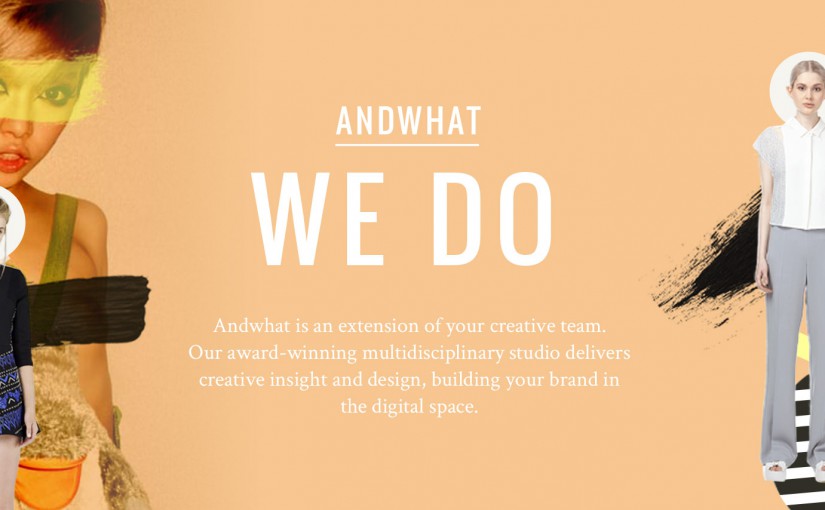 ANDWHAT
WE DO
Andwhat is an extension of your creative team.
Our award-winning multidisciplinary studio delivers
creative insight and design, building your brand in
the digital space.